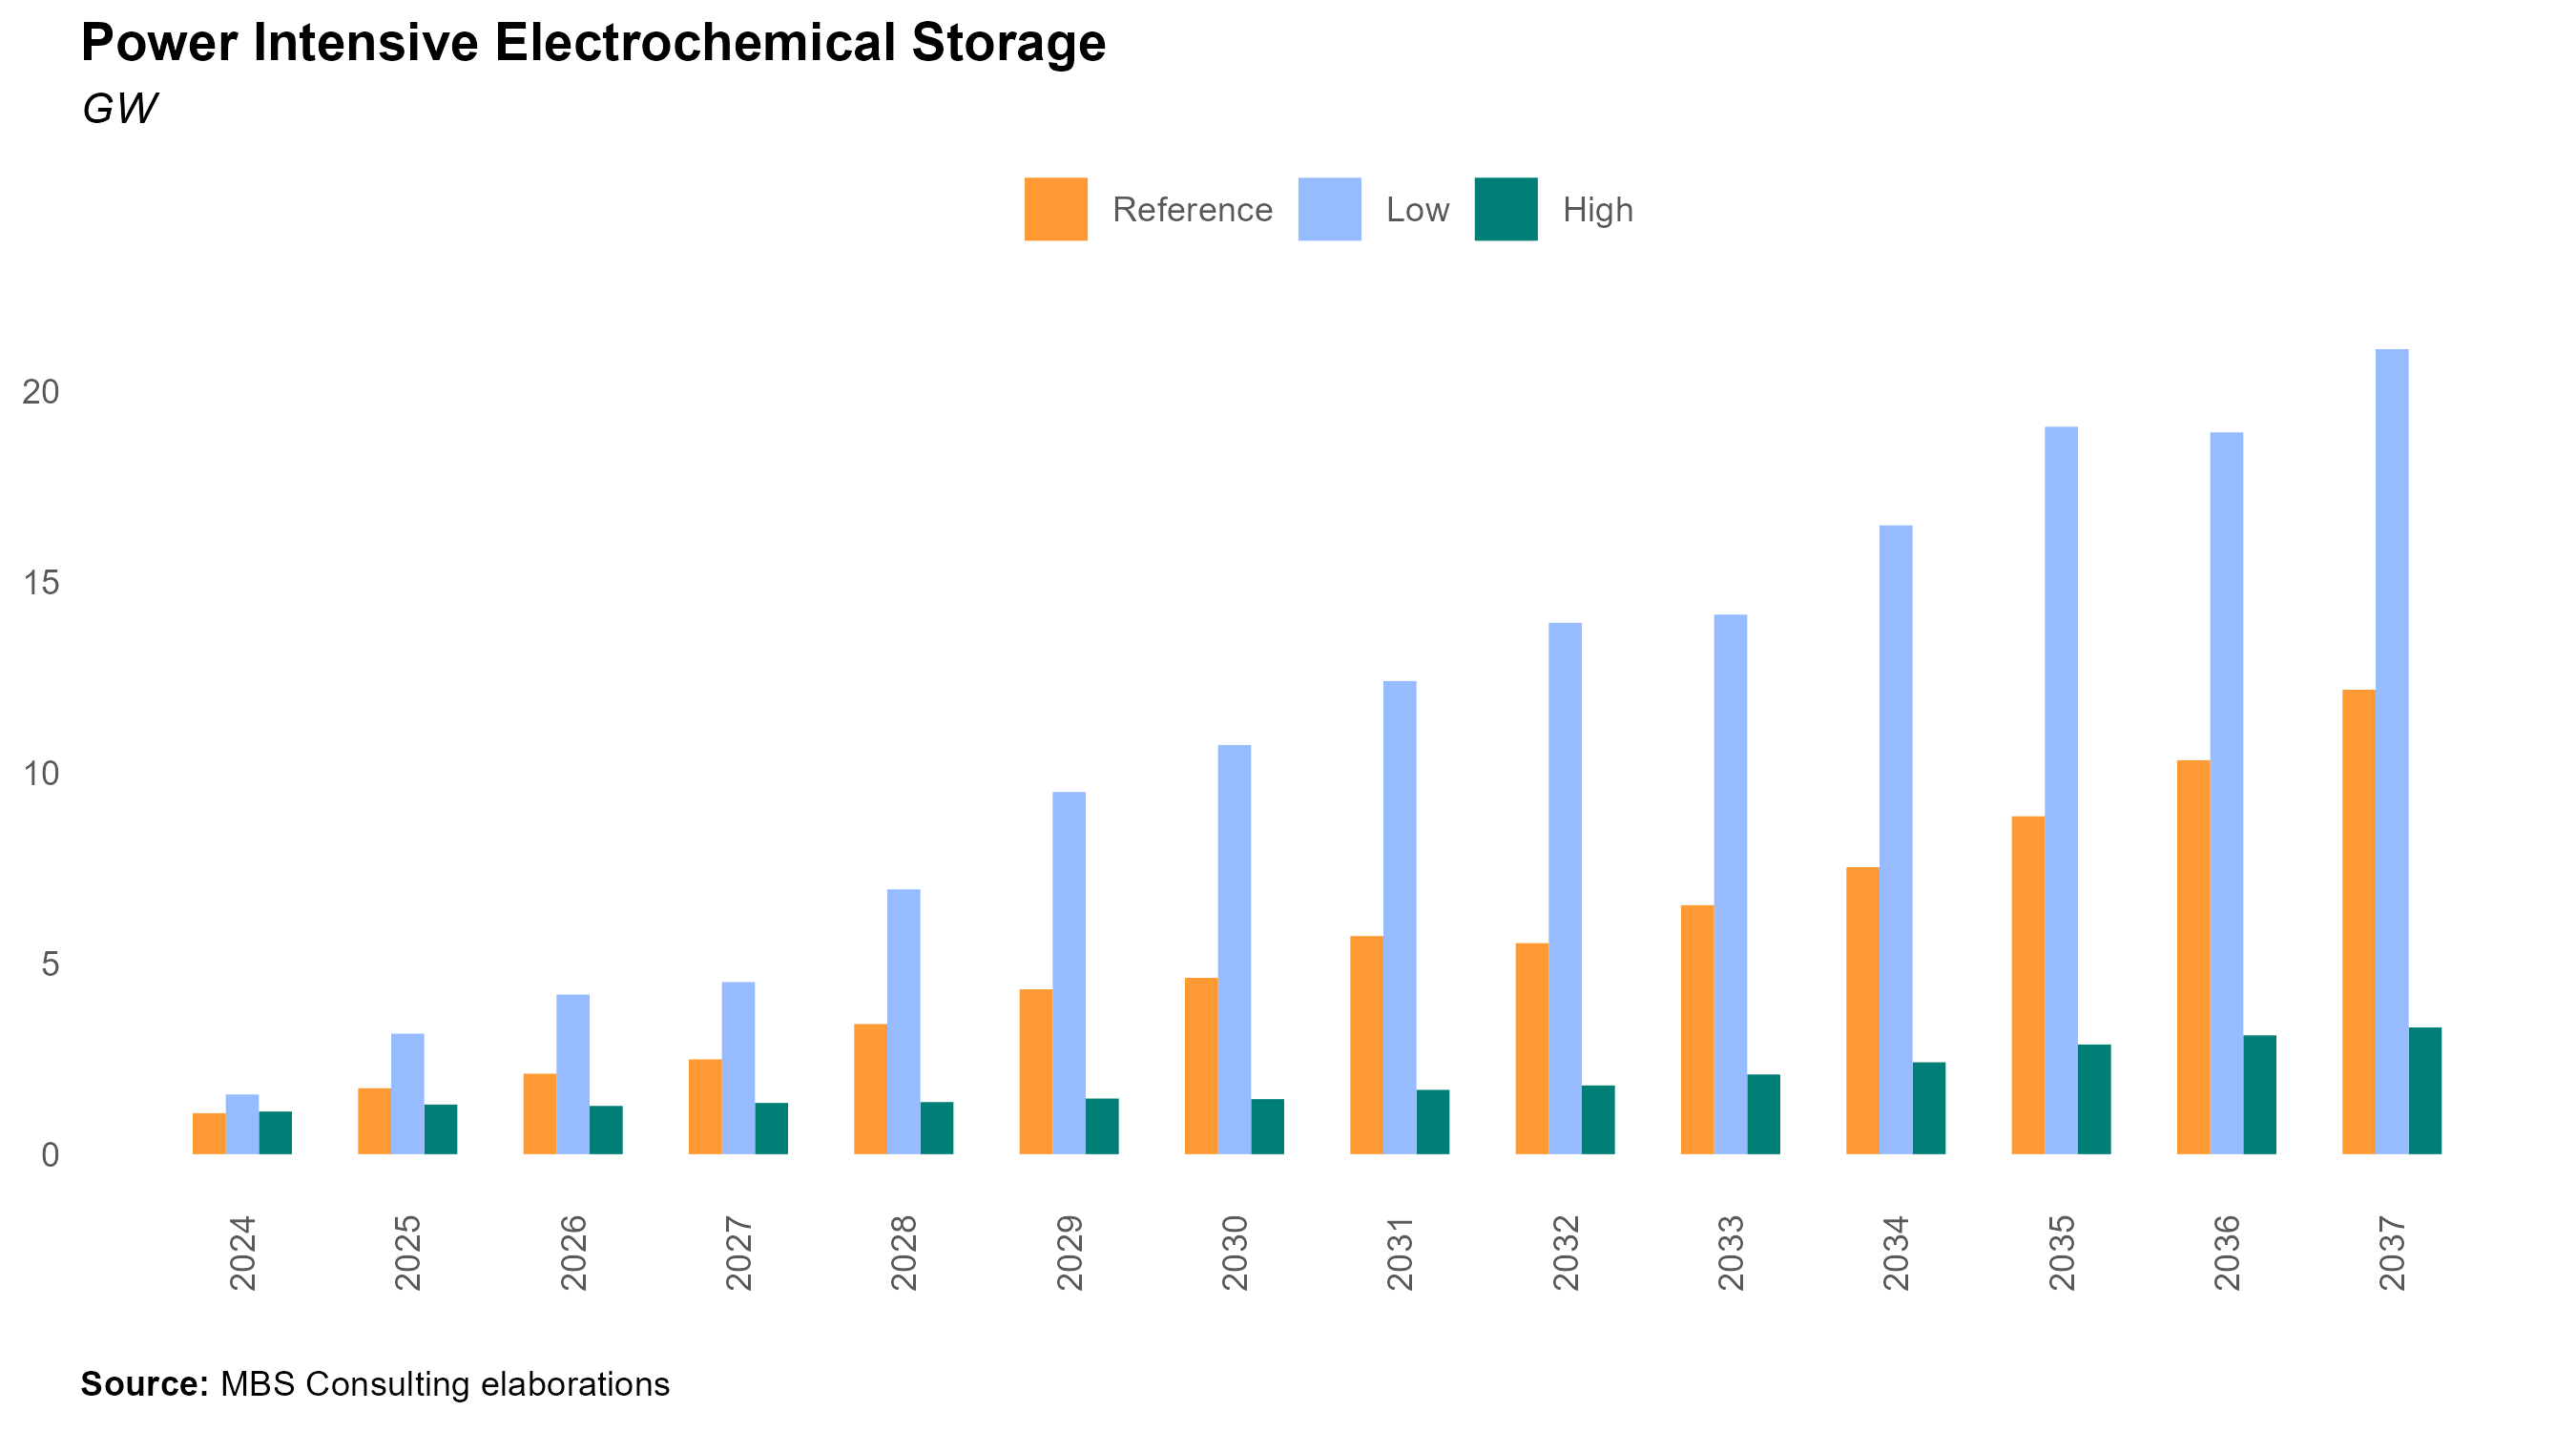 Power Intensive Electrochemical Storage
GW
Reference Low High
20
15
10
5
0
2024 2025 2026 2027 2028 2029 2030 2031 2032 2033 2034 2035 2036 2037
Source: MBS Consulting elaborations